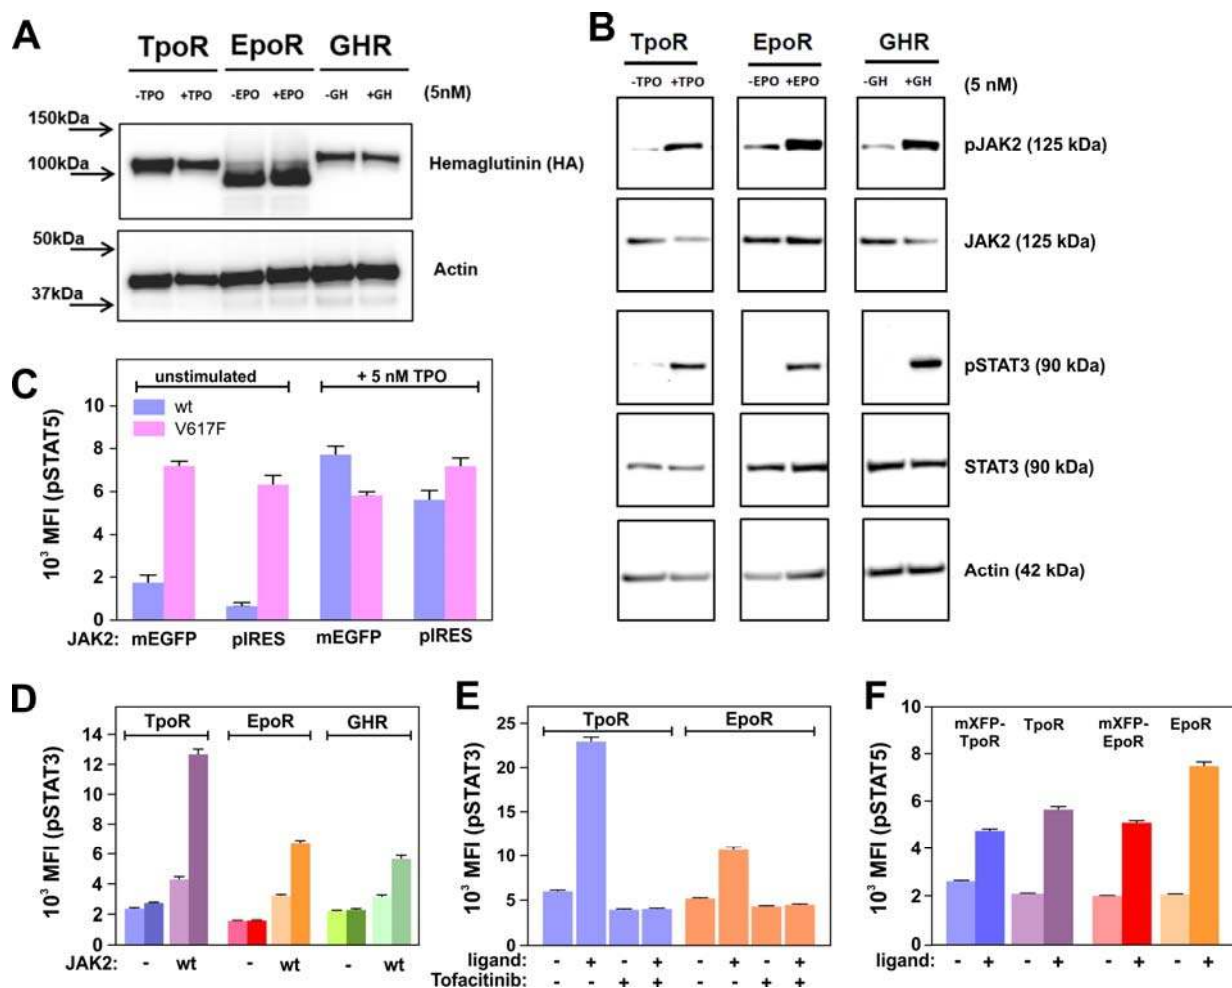 A
TpoR EpoR GHR
-TPO +TPO -EPO +EPO -GH +GH (5nM)
150kDa
100kDa
Hemaglutinin (HA)
50kDa
37kDa
Actin
B
TpoR EpoR GHR
-TPO +TPO -EPO +EPO -GH +GH (5 nM)
pJAK2 (125 kDa)
JAK2 (125 kDa)
pSTAT3 (90 kDa)
STAT3 (90 kDa)
Actin (42 kDa)
C
unstimulated + 5 nM TPO
wt
V617F
10³ MFI (pSTAT5)
10
8
6
4
2
0
JAK2: mEGFP pIRES mEGFP pIRES
D
TpoR EpoR GHR
10³ MFI (pSTAT3)
14
12
10
8
6
4
2
0
JAK2: - wt - wt - wt
E
TpoR EpoR
10³ MFI (pSTAT3)
25
20
15
10
5
0
ligand: - + - + - + - +
Tofacitinib: - - + + - - + +
F
mXFP-TpoR TpoR mXFP-EpoR EpoR
10³ MFI (pSTAT5)
10
8
6
4
2
0
ligand: - + - + - + - +